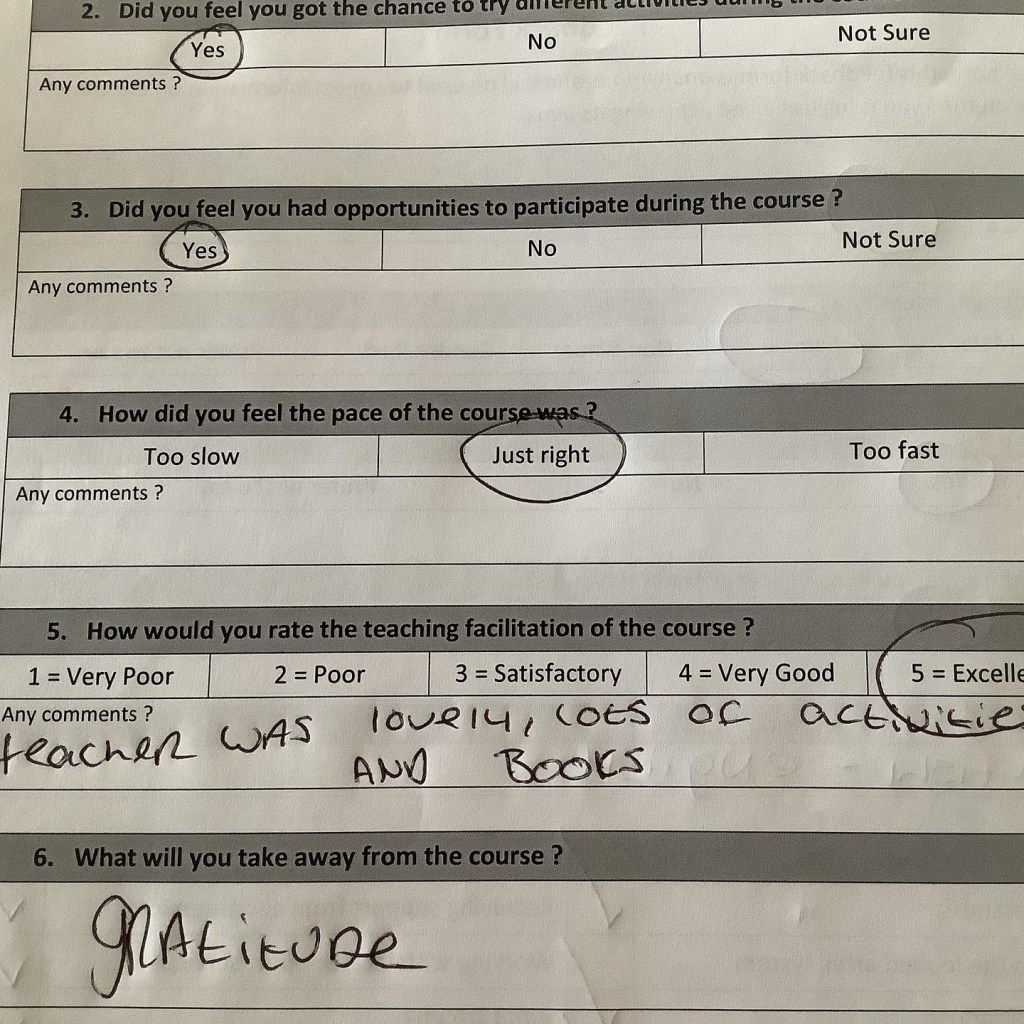 2. Did you feel you got the chance to try different activities during the
Yes No Not Sure
Any comments ?
3. Did you feel you had opportunities to participate during the course ?
Yes No Not Sure
Any comments ?
4. How did you feel the pace of the course was ?
Too slow Just right Too fast
Any comments ?
5. How would you rate the teaching facilitation of the course ?
1 = Very Poor 2 = Poor 3 = Satisfactory 4 = Very Good 5 = Excelle
Any comments ?
teacher WAS lovely, lots of activities
AND BOOKS
6. What will you take away from the course ?
gRAtitUDe